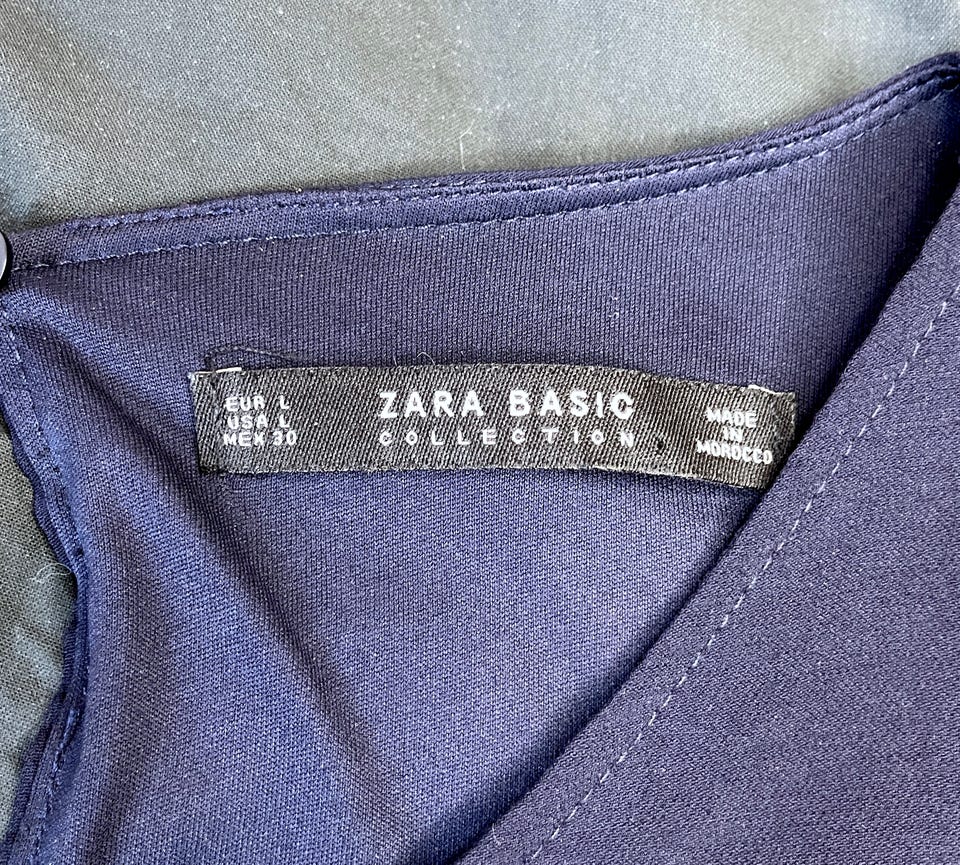 EUR L
USA L
MEX 30
ZARA BASIC
COLLECTION
MADE
IN
MOROCCO